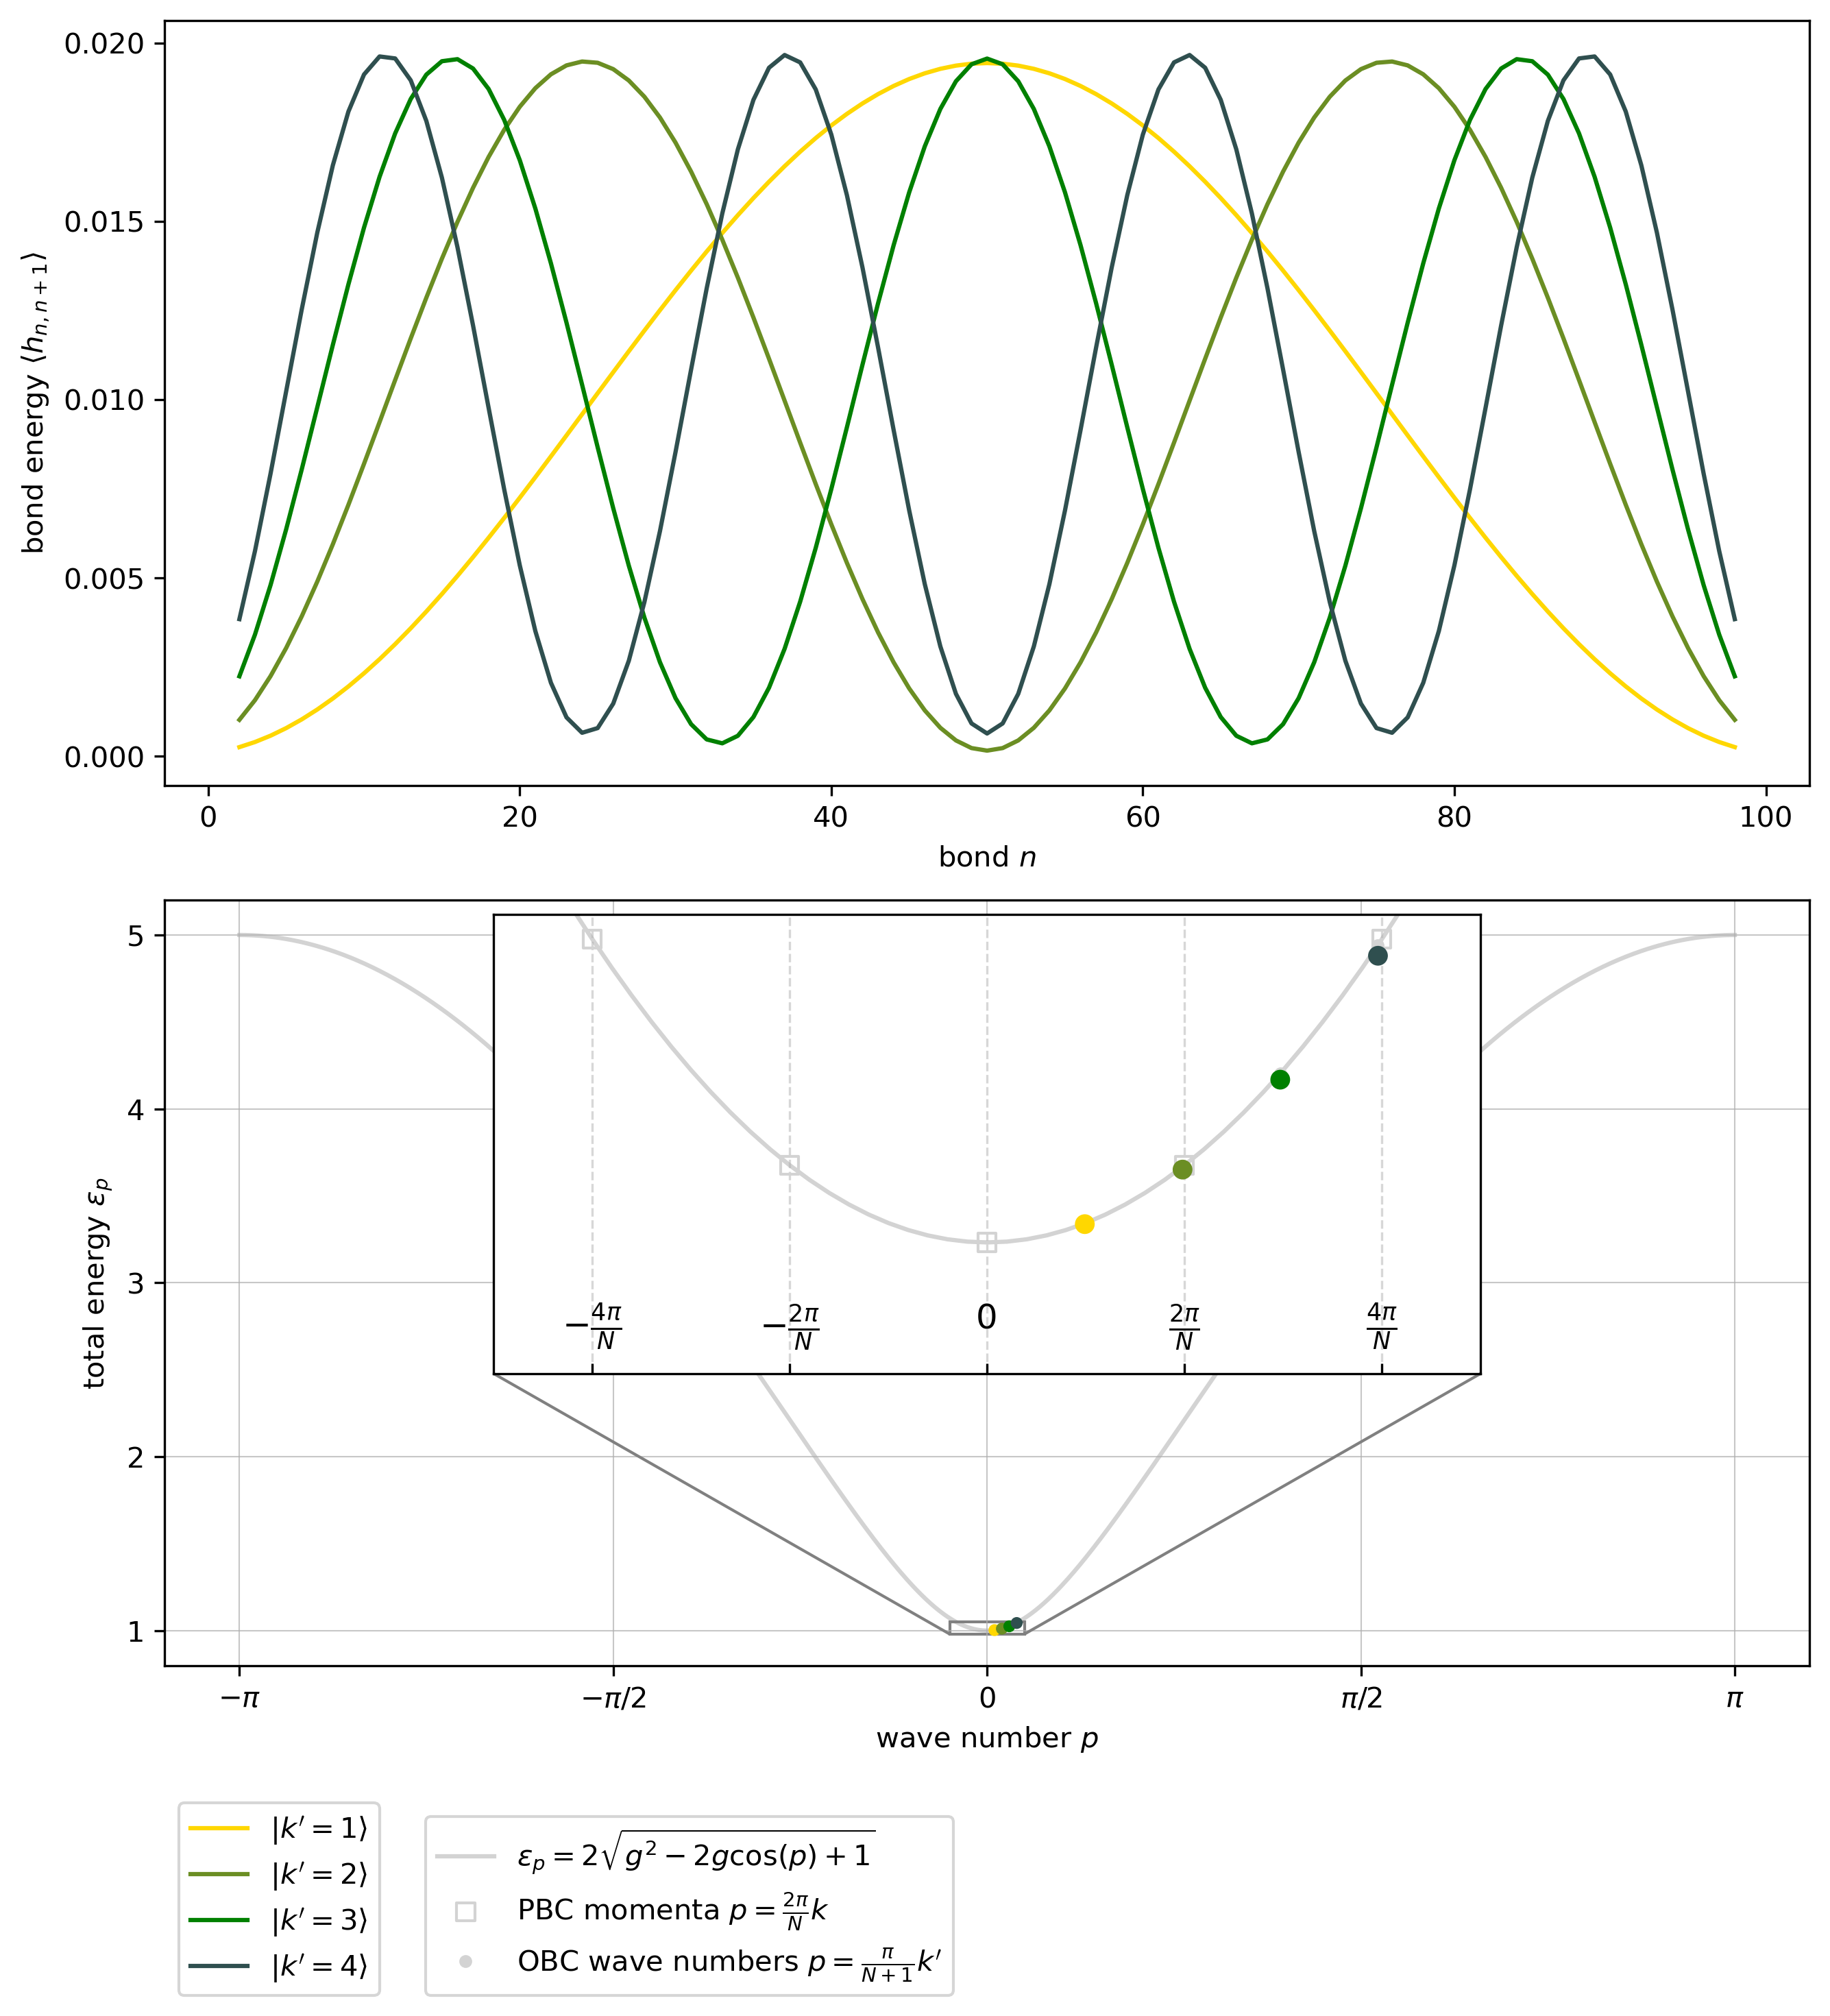 0.020
0.015
0.010
0.005
0.000
bond energy ⟨h_{n,n+1}⟩
0 20 40 60 80 100
bond n
5
4
3
2
1
total energy ε_p
−4π/N −2π/N 0 2π/N 4π/N
−π −π/2 0 π/2 π
wave number p
|k′ = 1⟩
|k′ = 2⟩
|k′ = 3⟩
|k′ = 4⟩
ε_p = 2√(g² − 2gcos(p) + 1)
PBC momenta p = 2π/N k
OBC wave numbers p = π/(N+1) k′